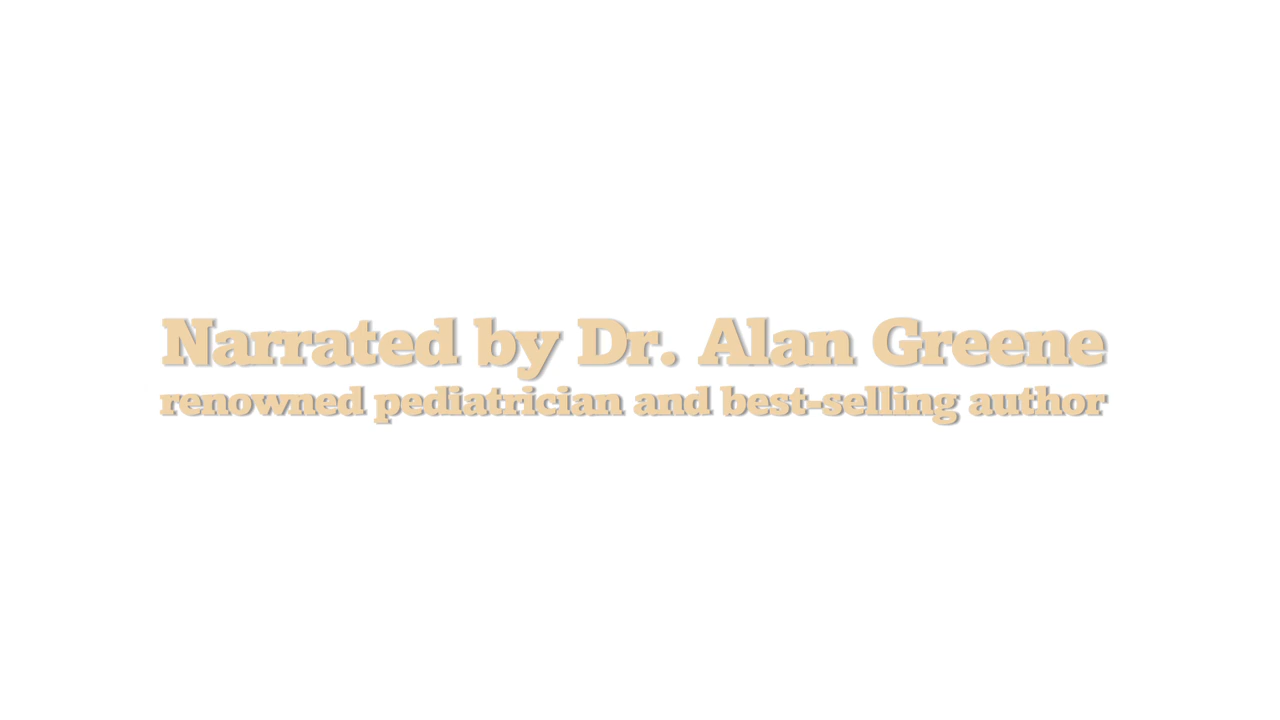 Narrated by Dr. Alan Greene
renowned pediatrician and best-selling author